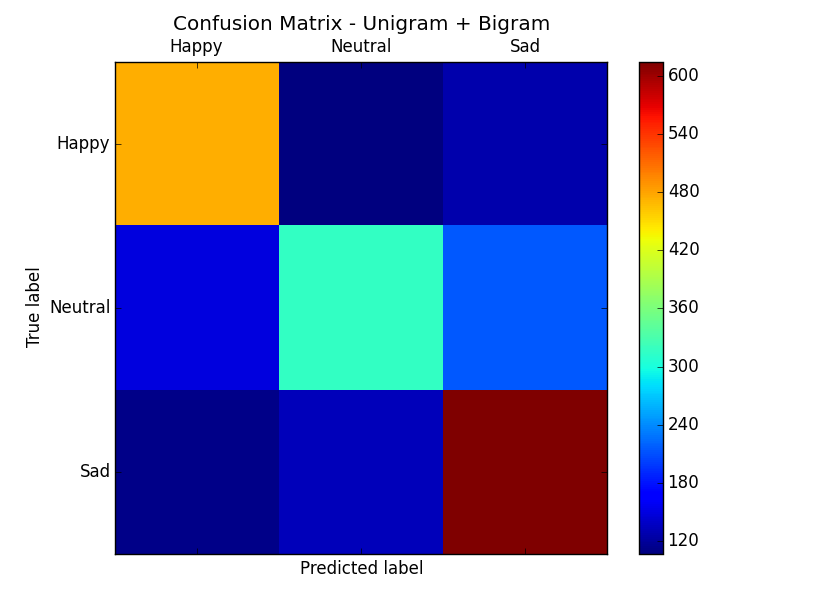 Confusion Matrix - Unigram + Bigram
Happy Neutral Sad
Happy
Neutral
Sad
True label
Predicted label
600
540
480
420
360
300
240
180
120